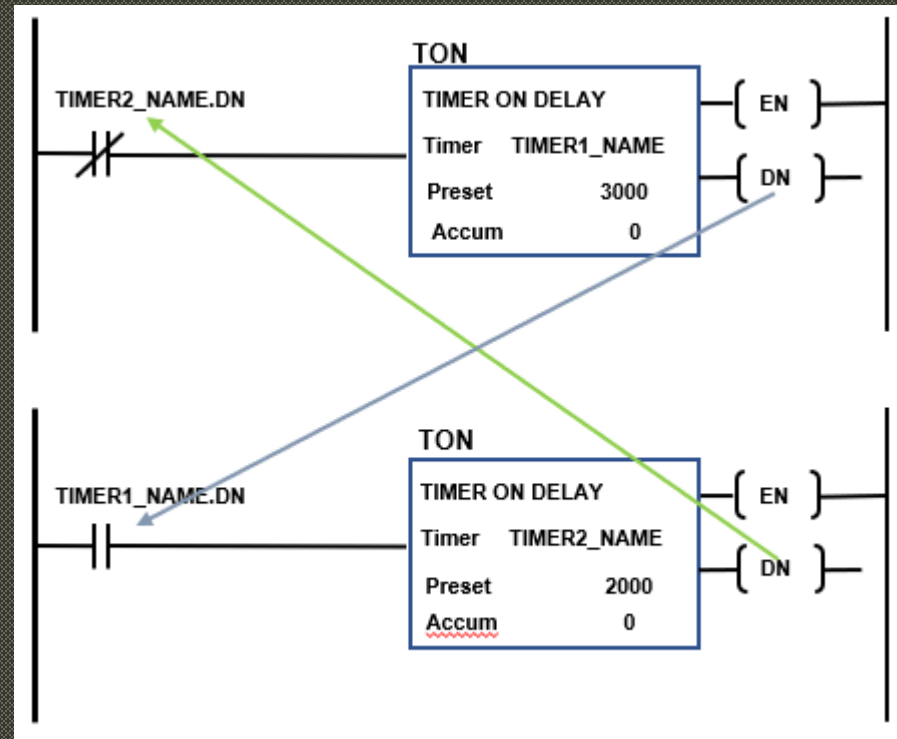 TON
TIMER2_NAME.DN
TIMER ON DELAY
EN
Timer TIMER1_NAME
DN
Preset 3000
Accum 0
TON
TIMER1_NAME.DN
TIMER ON DELAY
EN
Timer TIMER2_NAME
DN
Preset 2000
Accum 0